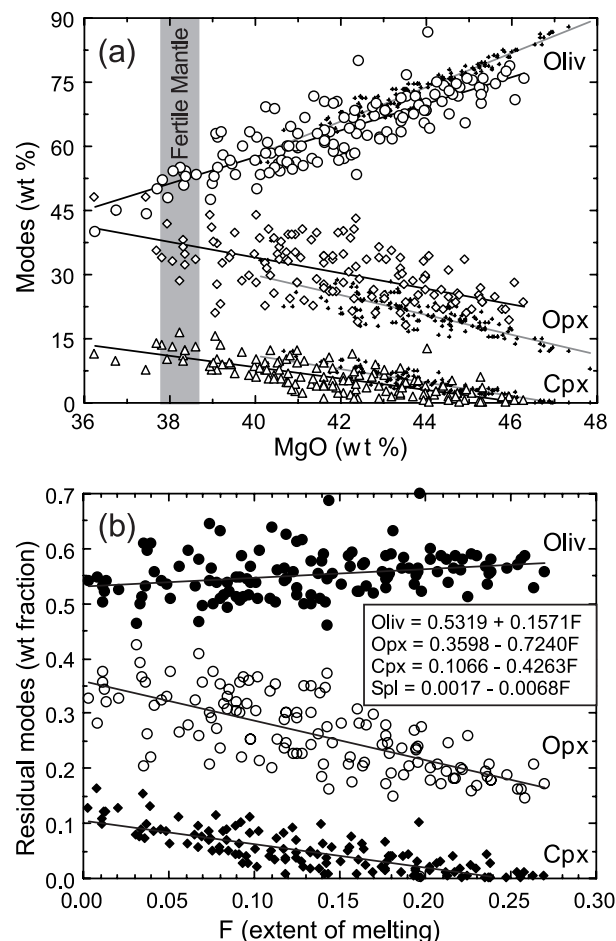 (a)
Fertile Mantle
Oliv
Opx
Cpx
Modes (wt %)
90
75
60
45
30
15
0
36 38 40 42 44 46 48
MgO (wt %)
(b)
Oliv
Oliv = 0.5319 + 0.1571F
Opx = 0.3598 - 0.7240F
Cpx = 0.1066 - 0.4263F
Spl = 0.0017 - 0.0068F
Opx
Cpx
Residual modes (wt fraction)
0.7
0.6
0.5
0.4
0.3
0.2
0.1
0.0
0.00 0.05 0.10 0.15 0.20 0.25 0.30
F (extent of melting)